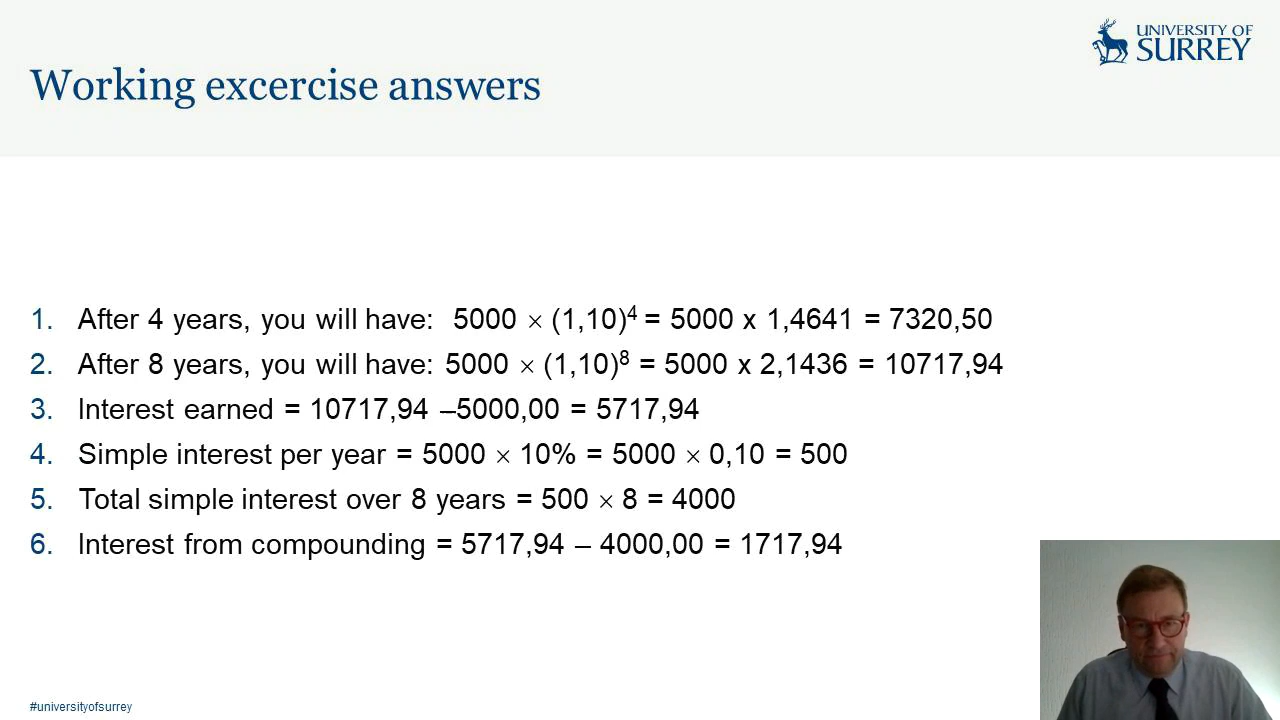 UNIVERSITY OF
SURREY
Working excercise answers
1. After 4 years, you will have: 5000 × (1,10)⁴ = 5000 x 1,4641 = 7320,50
2. After 8 years, you will have: 5000 × (1,10)⁸ = 5000 x 2,1436 = 10717,94
3. Interest earned = 10717,94 –5000,00 = 5717,94
4. Simple interest per year = 5000 × 10% = 5000 × 0,10 = 500
5. Total simple interest over 8 years = 500 × 8 = 4000
6. Interest from compounding = 5717,94 – 4000,00 = 1717,94
#universityofsurrey